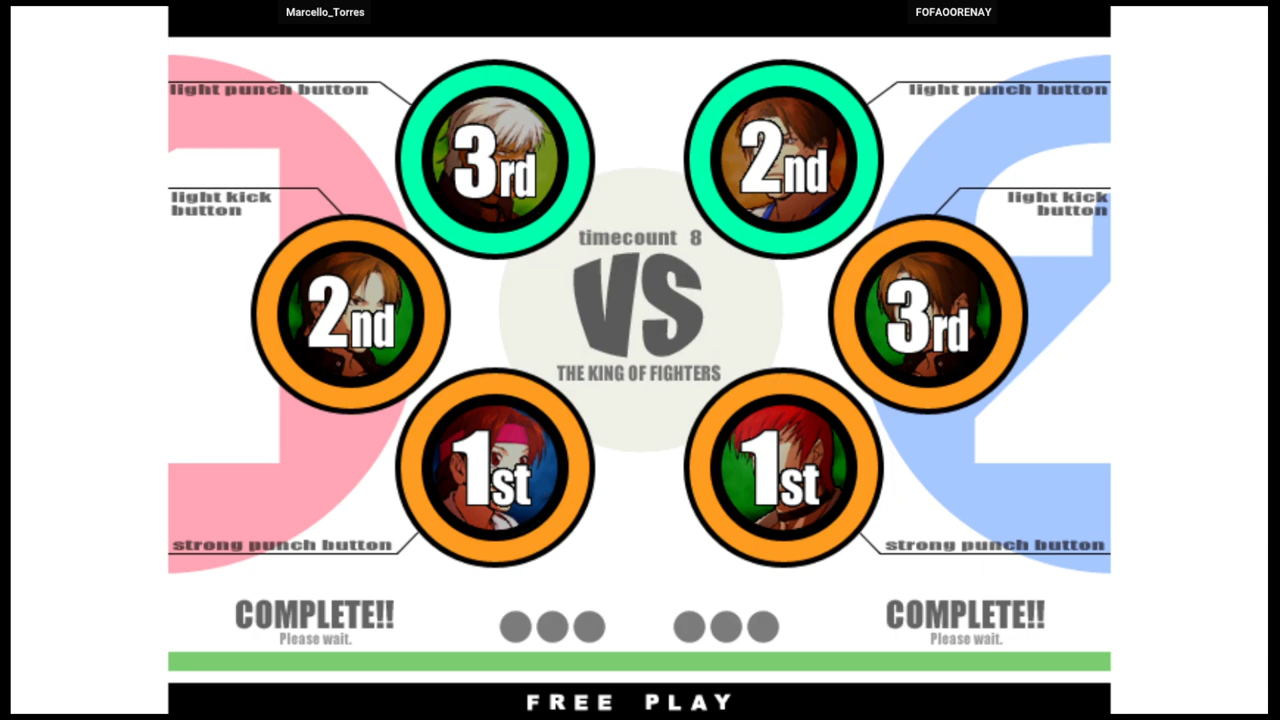 Marcello_Torres
FOFAOORENAY
light punch button
light punch button
3rd
2nd
light kick
button
light kick
button
timecount 8
VS
THE KING OF FIGHTERS
2nd
3rd
1st
1st
strong punch button
strong punch button
COMPLETE!!
Please wait.
COMPLETE!!
Please wait.
FREE PLAY